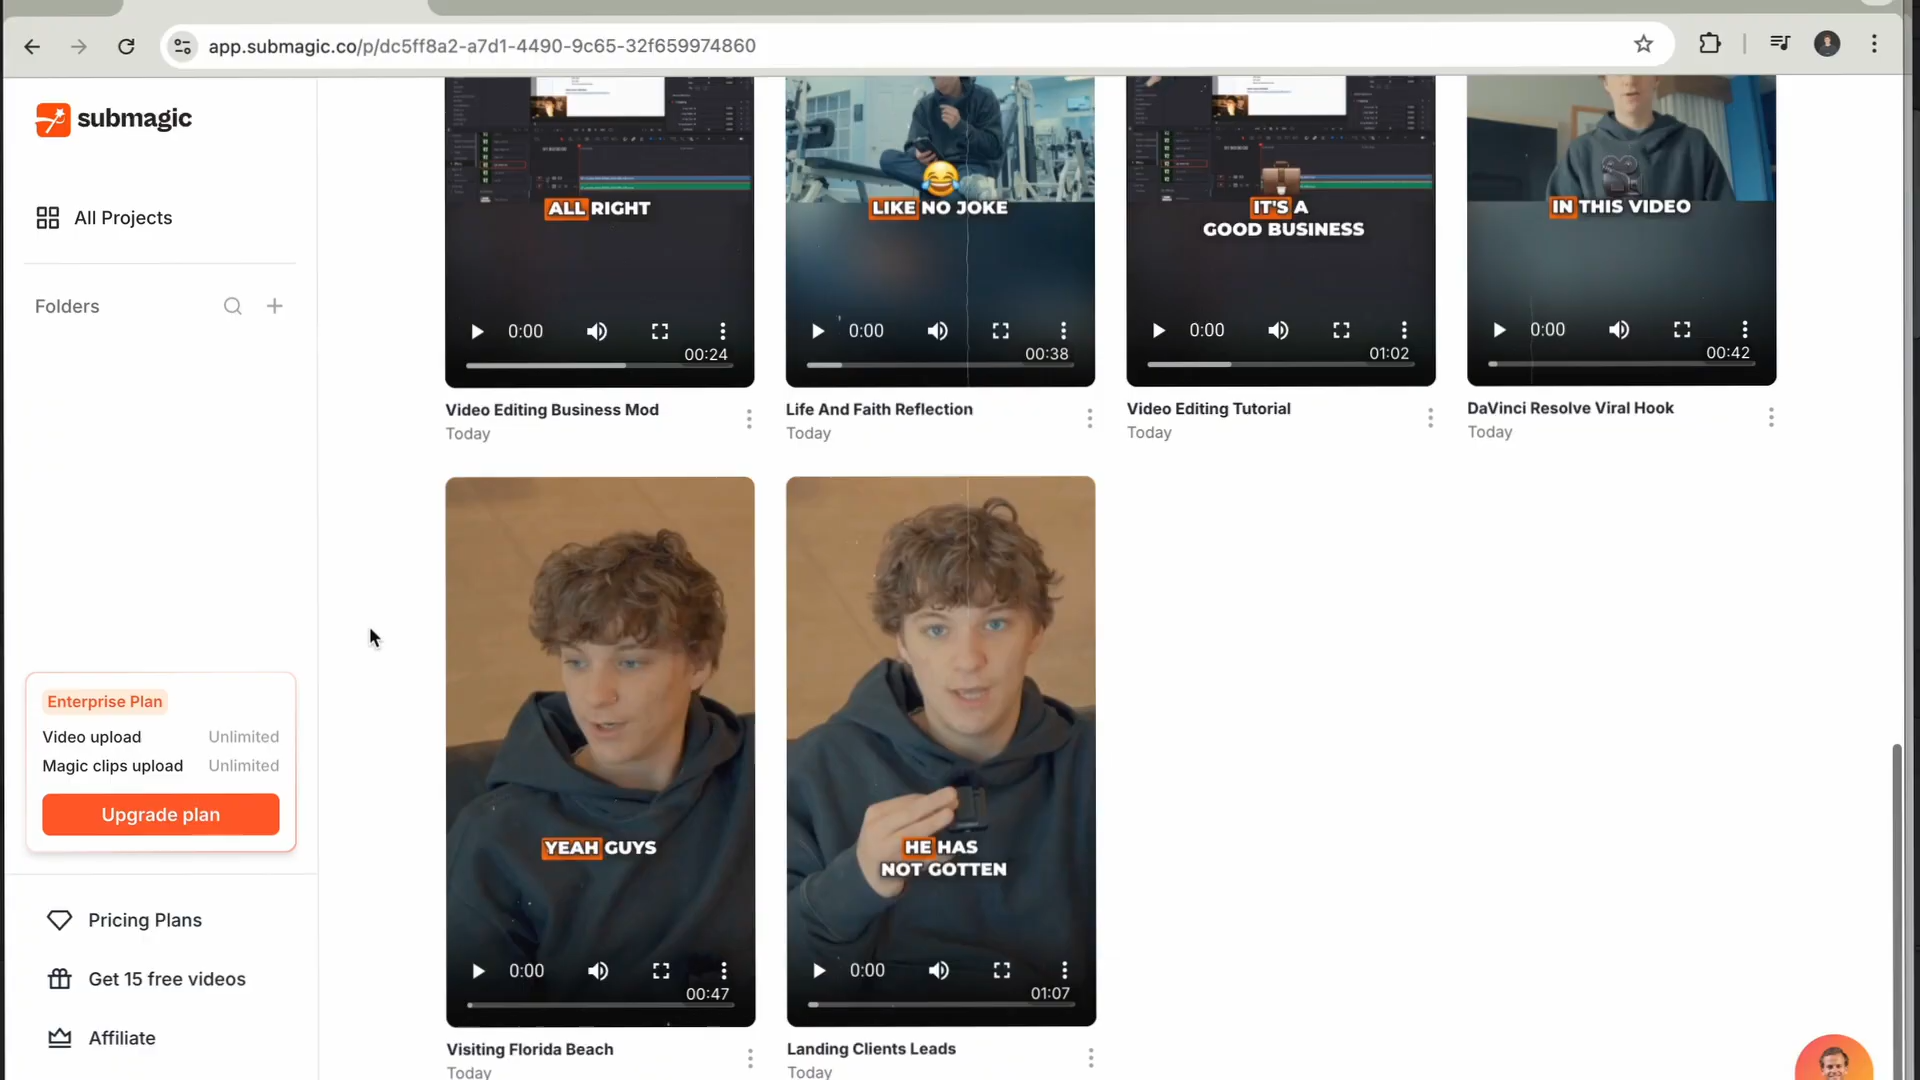 app.submagic.co/p/dc5ff8a2-a7d1-4490-9c65-32f659974860
submagic
All Projects
Folders
Enterprise Plan
Video upload Unlimited
Magic clips upload Unlimited
Upgrade plan
Pricing Plans
Get 15 free videos
Affiliate
ALL RIGHT
0:00
00:24
Video Editing Business Mod
Today
LIKE NO JOKE
0:00
00:38
Life And Faith Reflection
Today
IT'S A
GOOD BUSINESS
0:00
01:02
Video Editing Tutorial
Today
IN THIS VIDEO
0:00
00:42
DaVinci Resolve Viral Hook
Today
YEAH GUYS
0:00
00:47
Visiting Florida Beach
Today
HE HAS
NOT GOTTEN
0:00
01:07
Landing Clients Leads
Today